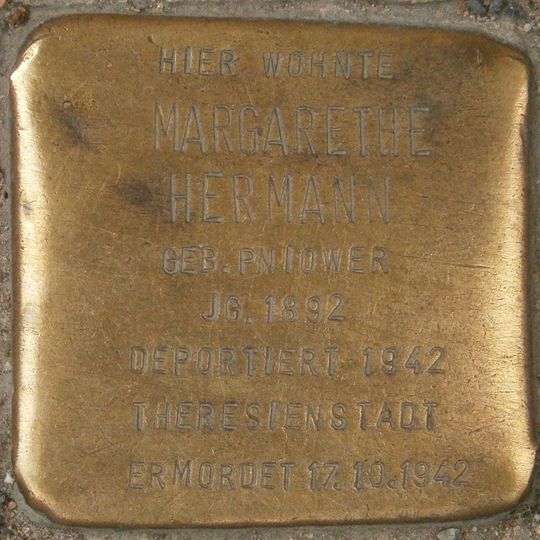 HIER WOHNTE
MARGARETHE
HERMANN
GEB. PNIOWER
JG. 1892
DEPORTIERT 1942
THERESIENSTADT
ERMORDET 17.10.1942